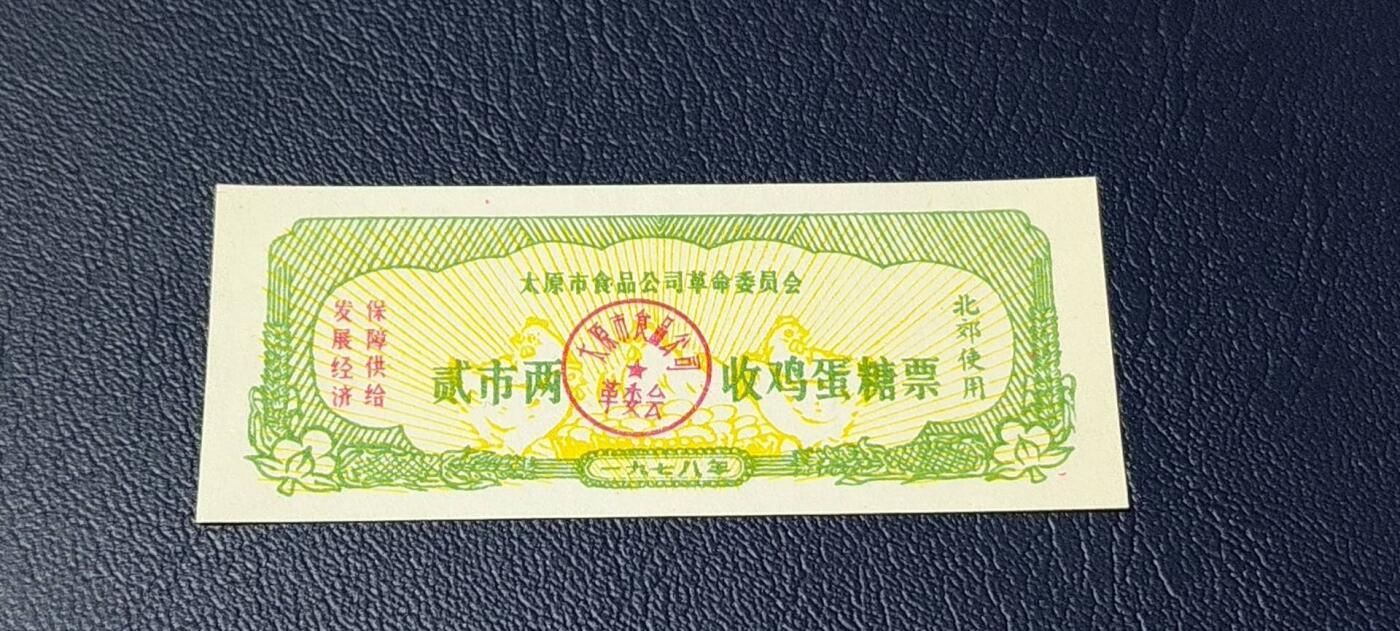 太原市食品公司革命委员会
发展经济
保障供给
贰市两
收鸡蛋糖票
北郊使用
太原市食品公司
革委会
一九七八年